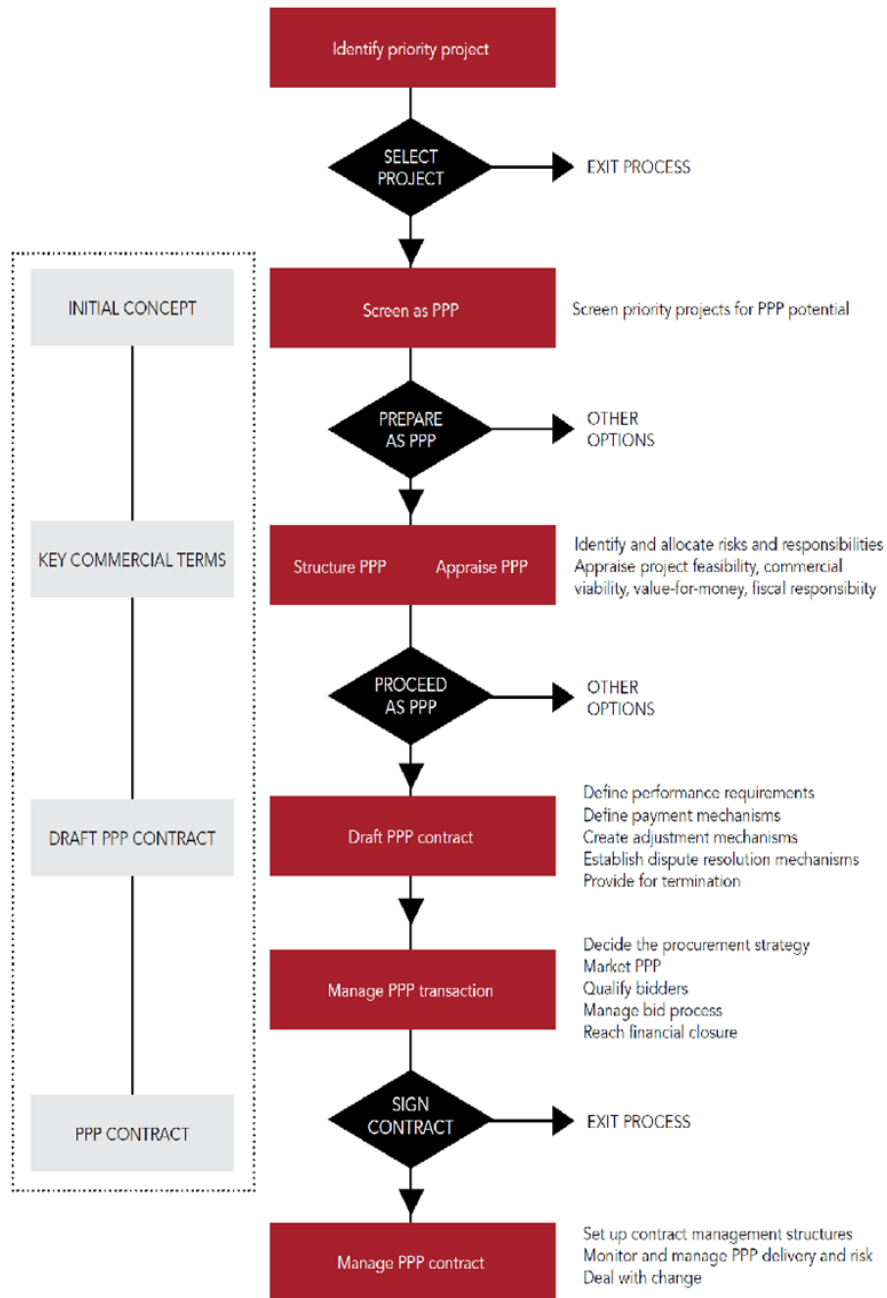 Identify priority project
SELECT
PROJECT
EXIT PROCESS
INITIAL CONCEPT
Screen as PPP
Screen priority projects for PPP potential
PREPARE
AS PPP
OTHER
OPTIONS
KEY COMMERCIAL TERMS
Structure PPP
Appraise PPP
Identify and allocate risks and responsibilities
Appraise project feasibility, commercial
viability, value-for-money, fiscal responsibiity
PROCEED
AS PPP
OTHER
OPTIONS
DRAFT PPP CONTRACT
Draft PPP contract
Define performance requirements
Define payment mechanisms
Create adjustment mechanisms
Establish dispute resolution mechanisms
Provide for termination
Manage PPP transaction
Decide the procurement strategy
Market PPP
Qualify bidders
Manage bid process
Reach financial closure
PPP CONTRACT
SIGN
CONTRACT
EXIT PROCESS
Manage PPP contract
Set up contract management structures
Monitor and manage PPP delivery and risk
Deal with change